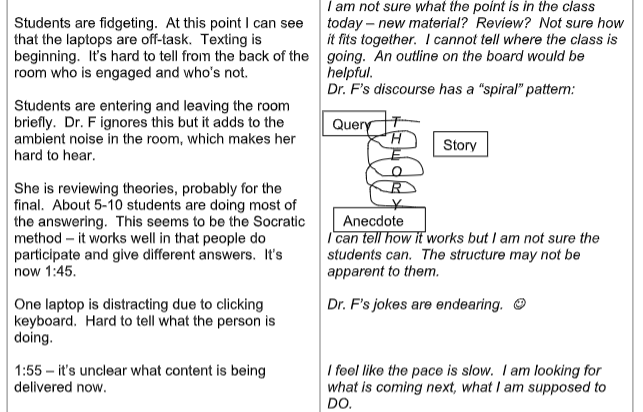 Students are fidgeting.  At this point I can see
that the laptops are off-task.  Texting is
beginning.  It's hard to tell from the back of the
room who is engaged and who's not.
Students are entering and leaving the room
briefly.  Dr. F ignores this but it adds to the
ambient noise in the room, which makes her
hard to hear.
She is reviewing theories, probably for the
final.  About 5-10 students are doing most of
the answering.  This seems to be the Socratic
method – it works well in that people do
participate and give different answers.  It's
now 1:45.
One laptop is distracting due to clicking
keyboard.  Hard to tell what the person is
doing.
1:55 – it's unclear what content is being
delivered now.
I am not sure what the point is in the class
today – new material?  Review?  Not sure how
it fits together.  I cannot tell where the class is
going.  An outline on the board would be
helpful.
Dr. F's discourse has a "spiral" pattern:
Query
T
H
E
O
R
Y
Story
Anecdote
I can tell how it works but I am not sure the
students can.  The structure may not be
apparent to them.
Dr. F's jokes are endearing. ☺
I feel like the pace is slow.  I am looking for
what is coming next, what I am supposed to
DO.